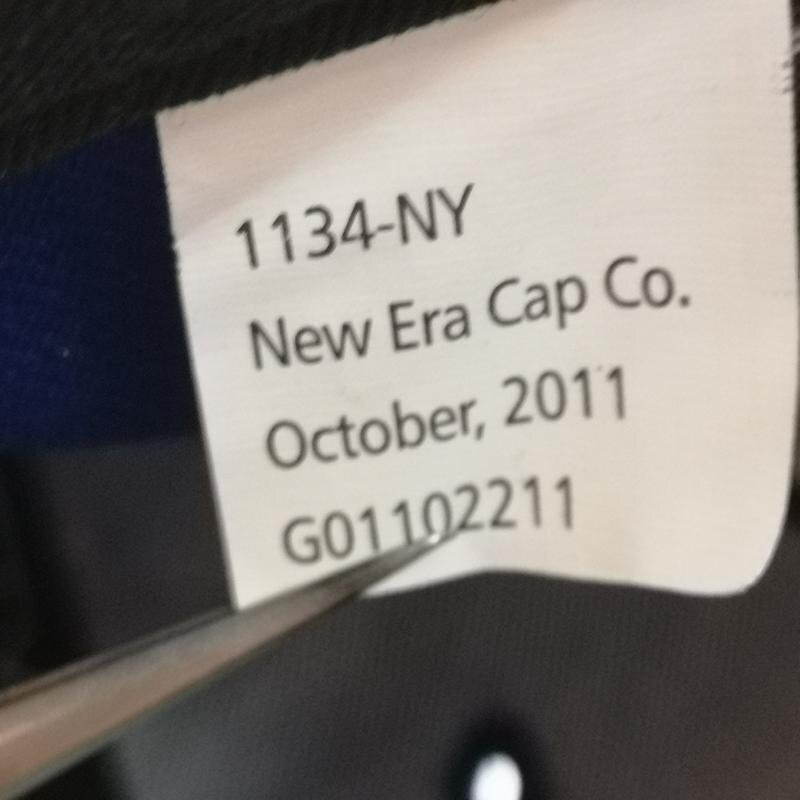 1134-NY
New Era Cap Co.
October, 2011
G01102211